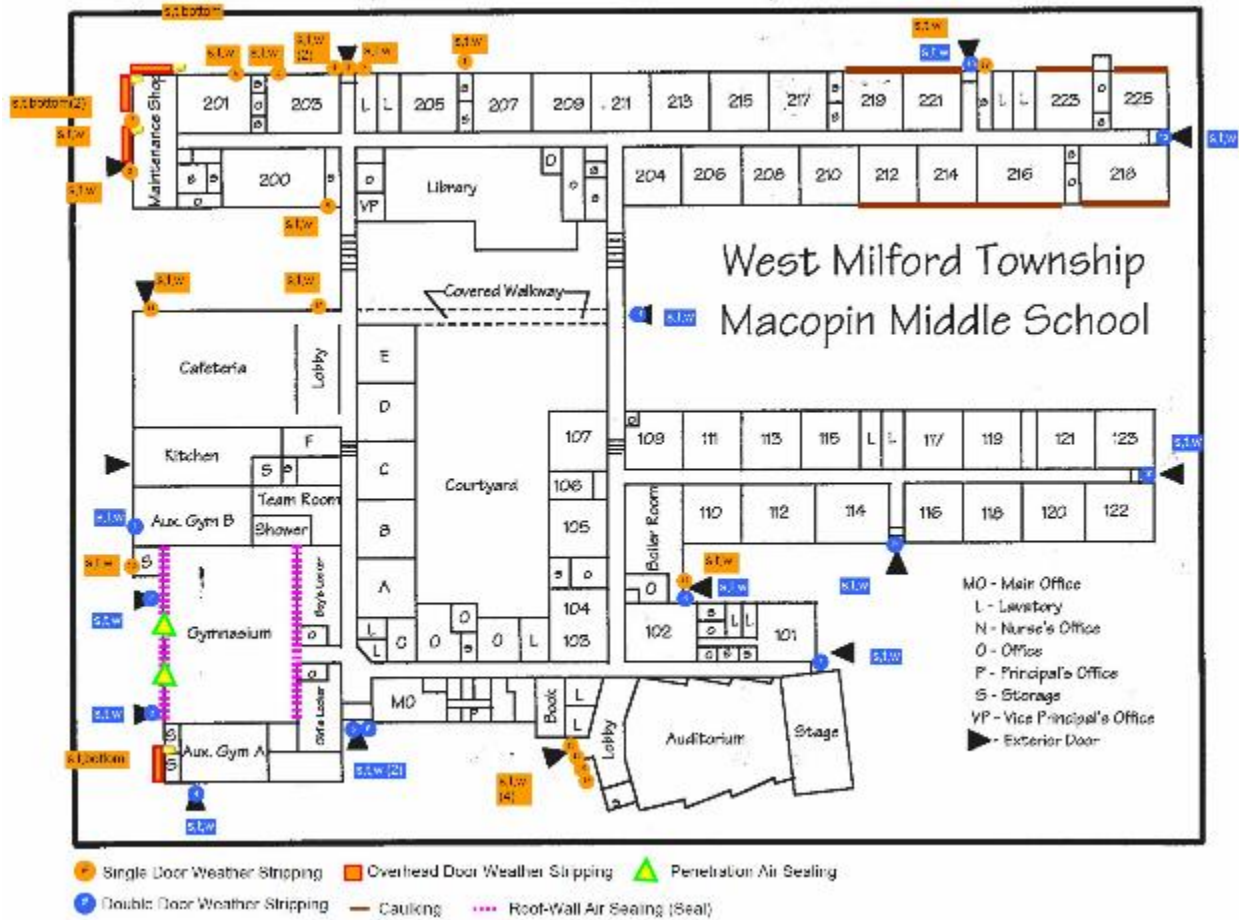 s,t,bottom
s,t,w
s,t,w
s,t,w
(2)
s,t,w
s,t,w
s,t,w
s,t,w
s,t,bottom(2)
s,t,w
s,t,w
Maintenance Shop
201
S
O
S
203
L
L
205
207
209
211
213
215
217
219
221
L
L
223
O
225
s,t,w
200
O
VP
Library
O
O
204
206
208
210
212
214
216
218
s,t,w
West Milford Township
Macopin Middle School
s,t,w
s,t,w
Covered Walkway
s,t,w
Cafeteria
Lobby
E
D
C
B
A
Kitchen
F
S
Team Room
Aux. Gym B
Shower
s,t,w
s,t,w
S
s,t,w
Gymnasium
Boy's Locker
O
O
Girls Locker
s,t,w
S
S
Aux. Gym A
s,t,bottom
s,t,w
Courtyard
107
106
105
S
O
104
103
L
L
C
O
O
S
O
L
109
111
113
115
L
L
117
119
121
123
s,t,w
Boiler Room
110
112
114
116
118
120
122
O
s,t,w
s,t,w
s,t,w
102
S
O
L
L
O
S
S
101
s,t,w
MO
P
Book
L
L
Lobby
S
Auditorium
Stage
s,t,w (2)
s,t,w
(4)
MO - Main Office
L - Lavatory
N - Nurse's Office
O - Office
P - Principal's Office
S - Storage
VP - Vice Principal's Office
- Exterior Door
Single Door Weather Stripping
Overhead Door Weather Stripping
Penetration Air Sealing
Double Door Weather Stripping
Caulking
Roof-Wall Air Sealing (Seal)